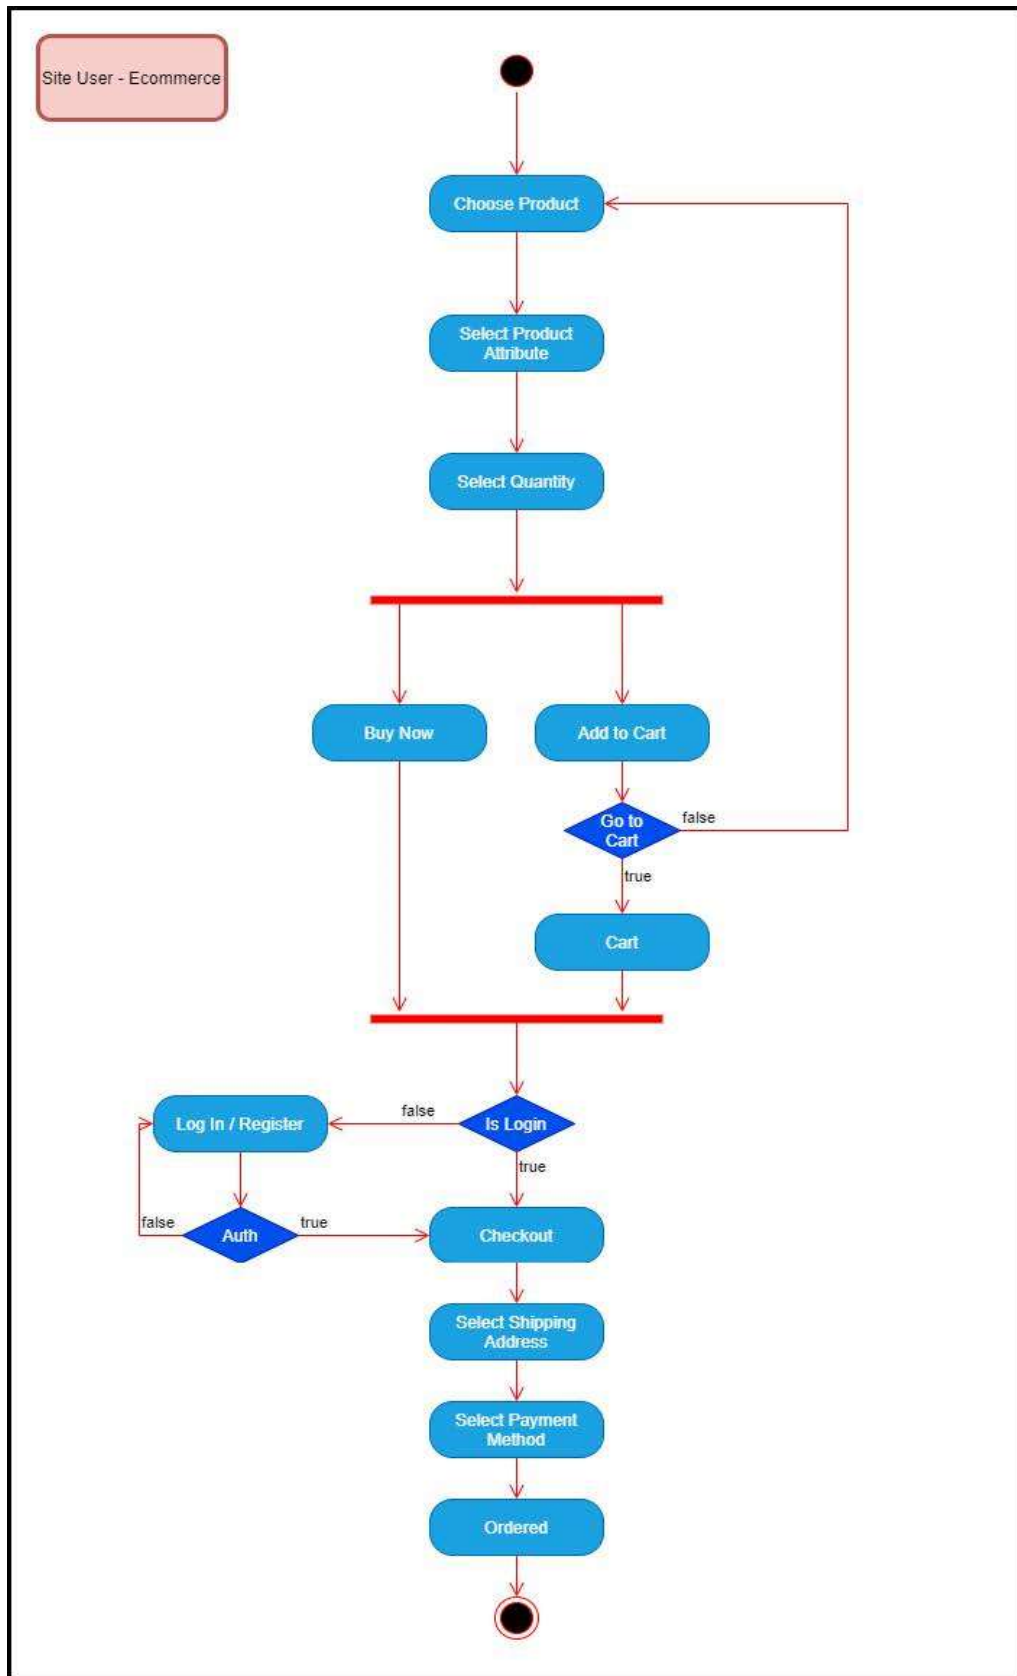 Site User - Ecommerce
Choose Product
Select Product
Attribute
Select Quantity
Buy Now
Add to Cart
Go to
Cart
false
true
Cart
Is Login
false
true
Log In / Register
Auth
false
true
Checkout
Select Shipping
Address
Select Payment
Method
Ordered